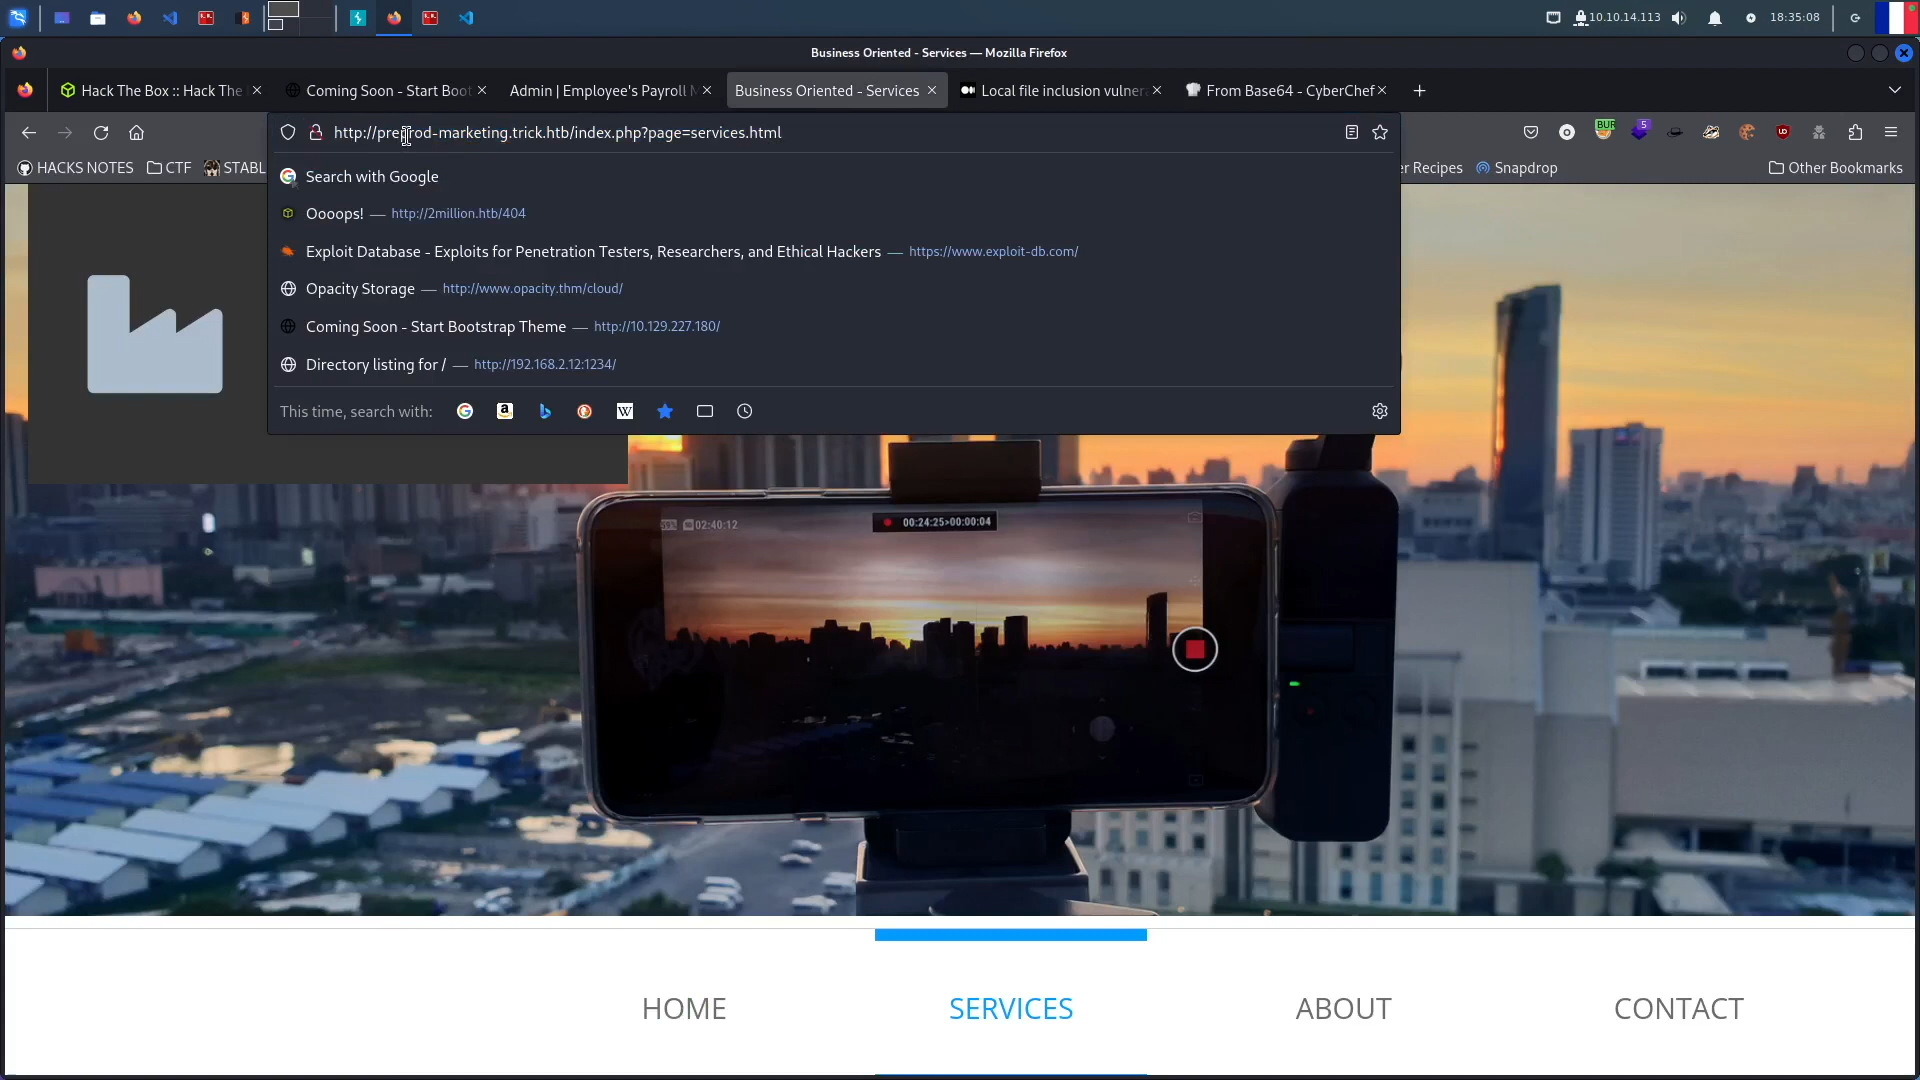 10.10.14.113
18:35:08
Business Oriented - Services — Mozilla Firefox
Hack The Box :: Hack The
Coming Soon - Start Boot
Admin | Employee's Payroll M
Business Oriented - Services
Local file inclusion vulner
From Base64 - CyberChef
http://preprod-marketing.trick.htb/index.php?page=services.html
BUR
5
HACKS NOTES
CTF
STABL
er Recipes
Snapdrop
Other Bookmarks
Search with Google
Oooops! — http://2million.htb/404
Exploit Database - Exploits for Penetration Testers, Researchers, and Ethical Hackers — https://www.exploit-db.com/
Opacity Storage — http://www.opacity.thm/cloud/
Coming Soon - Start Bootstrap Theme — http://10.129.227.180/
Directory listing for / — http://192.168.2.12:1234/
This time, search with:
02:40:12
00:24:25>00:00:04
HOME
SERVICES
ABOUT
CONTACT